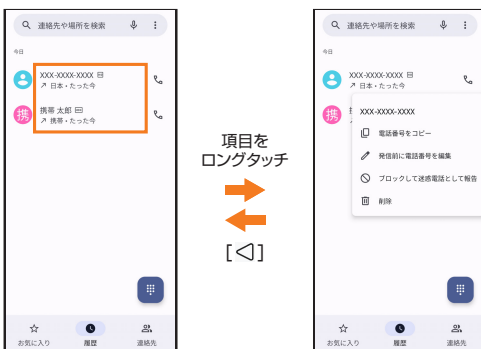 連絡先や場所を検索
今日
XXX-XXXX-XXXX
日本・たった今
携
携帯 太郎
携帯・たった今
お気に入り
履歴
連絡先
項目を
ロングタッチ
[◁]
連絡先や場所を検索
今日
XXX-XXXX-XXXX
日本・たった今
携
XXX-XXXX-XXXX
電話番号をコピー
発信前に電話番号を編集
ブロックして迷惑電話として報告
削除
お気に入り
履歴
連絡先